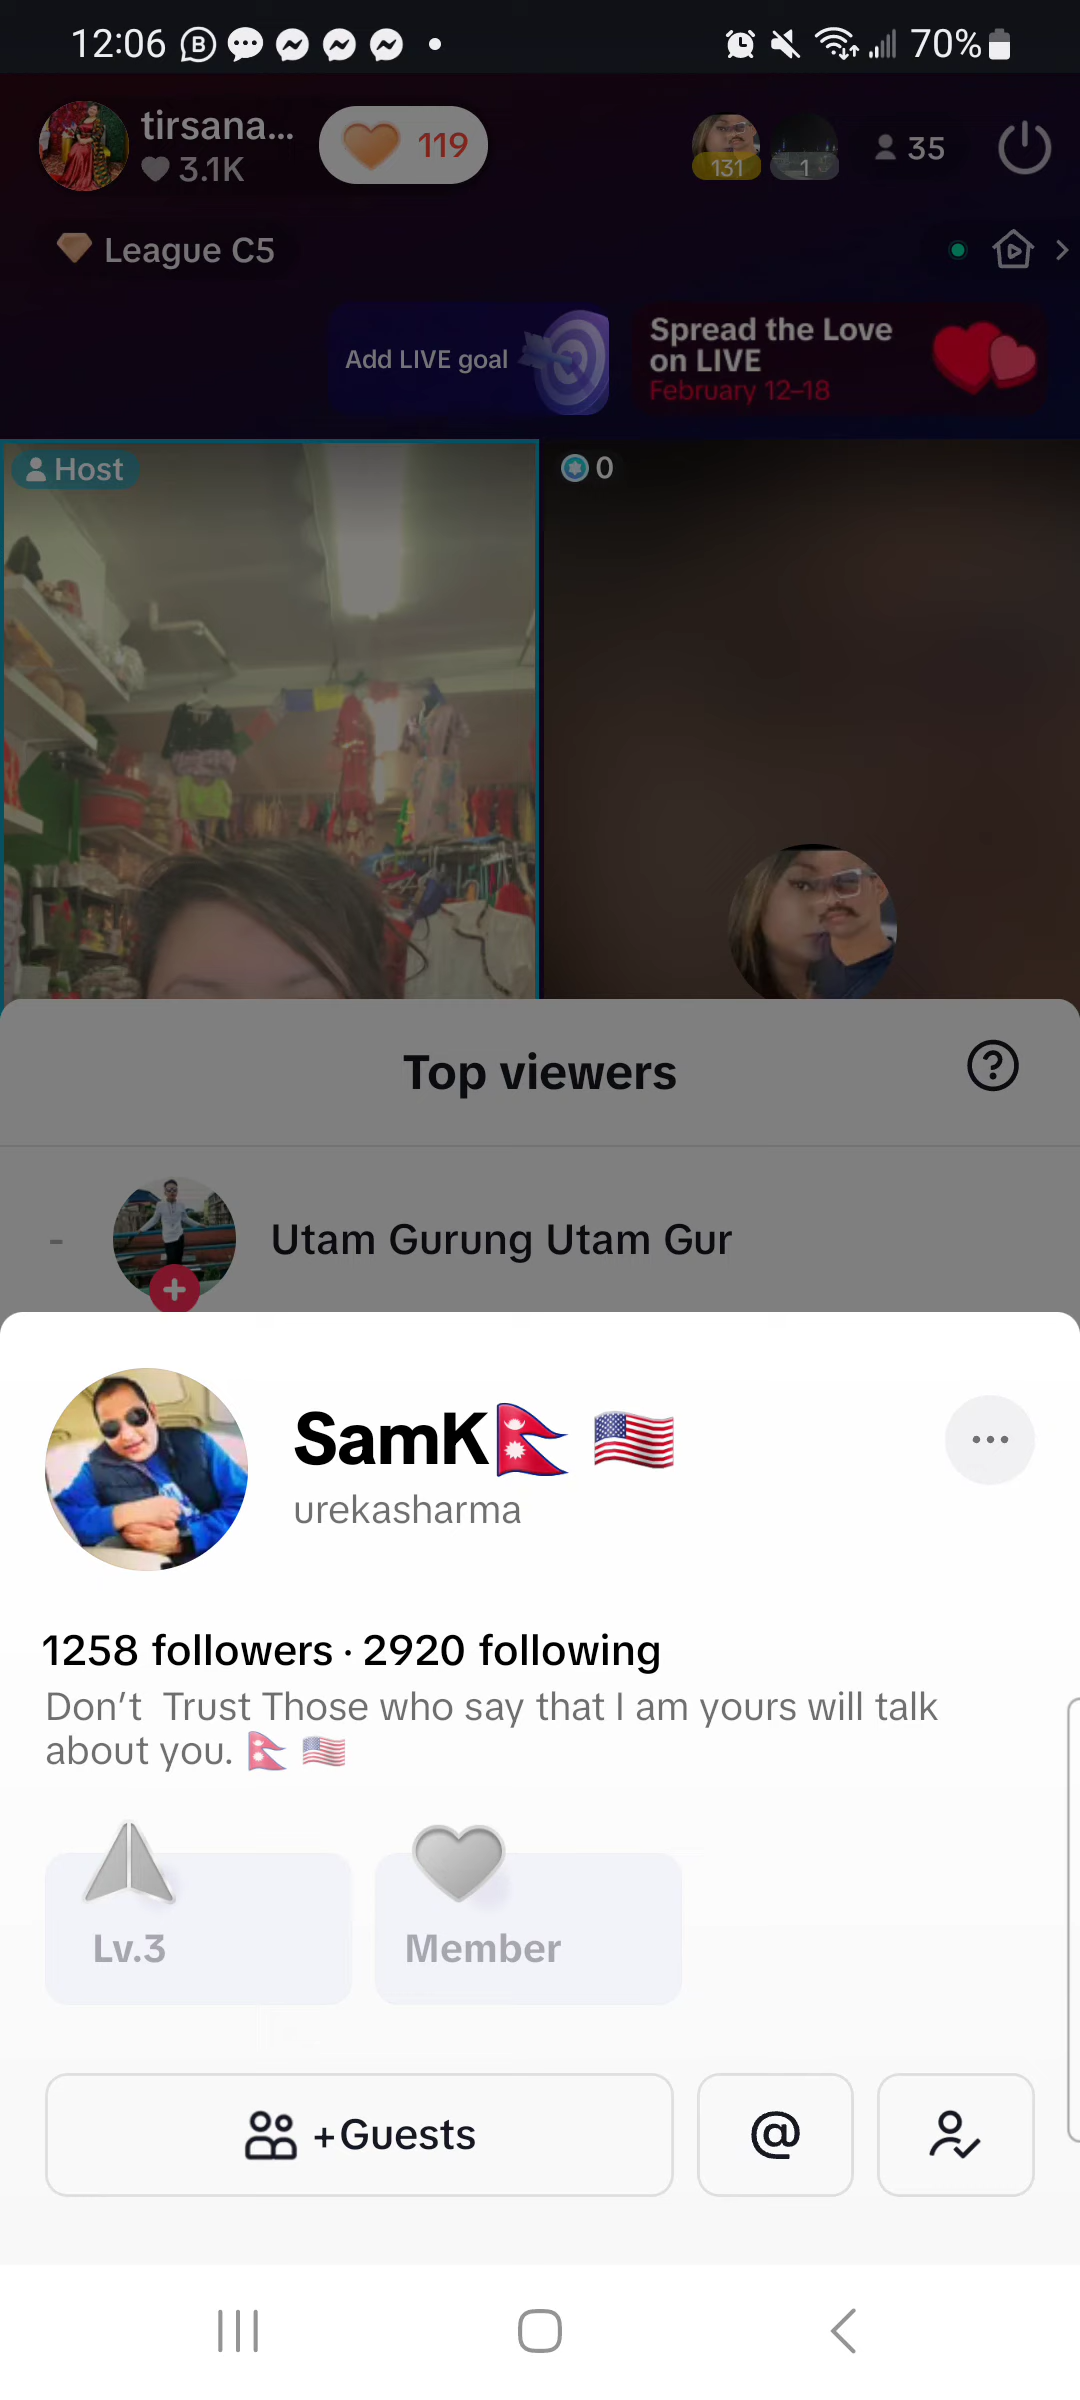 12:06
70%
tirsana...
3.1K
119
131
1
35
League C5
Add LIVE goal
Spread the Love
on LIVE
February 12–18
Host
0
Top viewers
- Utam Gurung Utam Gur
SamK🇳🇵 🇺🇸
urekasharma
1258 followers · 2920 following
Don’t  Trust Those who say that I am yours will talk
about you. 🇳🇵 🇺🇸
Lv.3
Member
+Guests
@